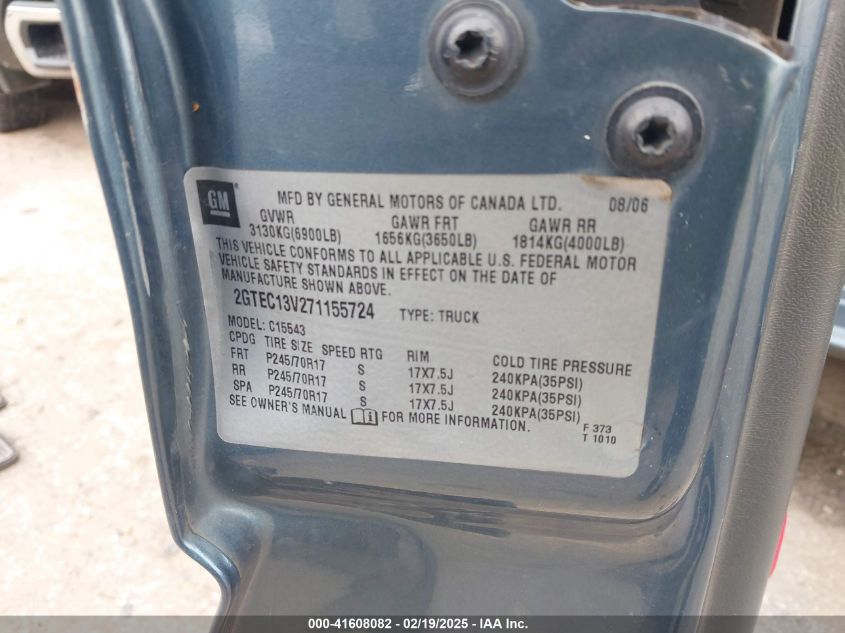 GM
MFD BY GENERAL MOTORS OF CANADA LTD. 08/06
GVWR GAWR FRT GAWR RR
3130KG(6900LB) 1656KG(3650LB) 1814KG(4000LB)
THIS VEHICLE CONFORMS TO ALL APPLICABLE U.S. FEDERAL MOTOR
VEHICLE SAFETY STANDARDS IN EFFECT ON THE DATE OF
MANUFACTURE SHOWN ABOVE.
2GTEC13V271155724 TYPE: TRUCK
MODEL: C15543
CPDG TIRE SIZE SPEED RTG RIM COLD TIRE PRESSURE
FRT P245/70R17 S 17X7.5J 240KPA(35PSI)
RR P245/70R17 S 17X7.5J 240KPA(35PSI)
SPA P245/70R17 S 17X7.5J 240KPA(35PSI)
SEE OWNER'S MANUAL FOR MORE INFORMATION.
F 373
T 1010
000-41608082 - 02/19/2025 - IAA Inc.